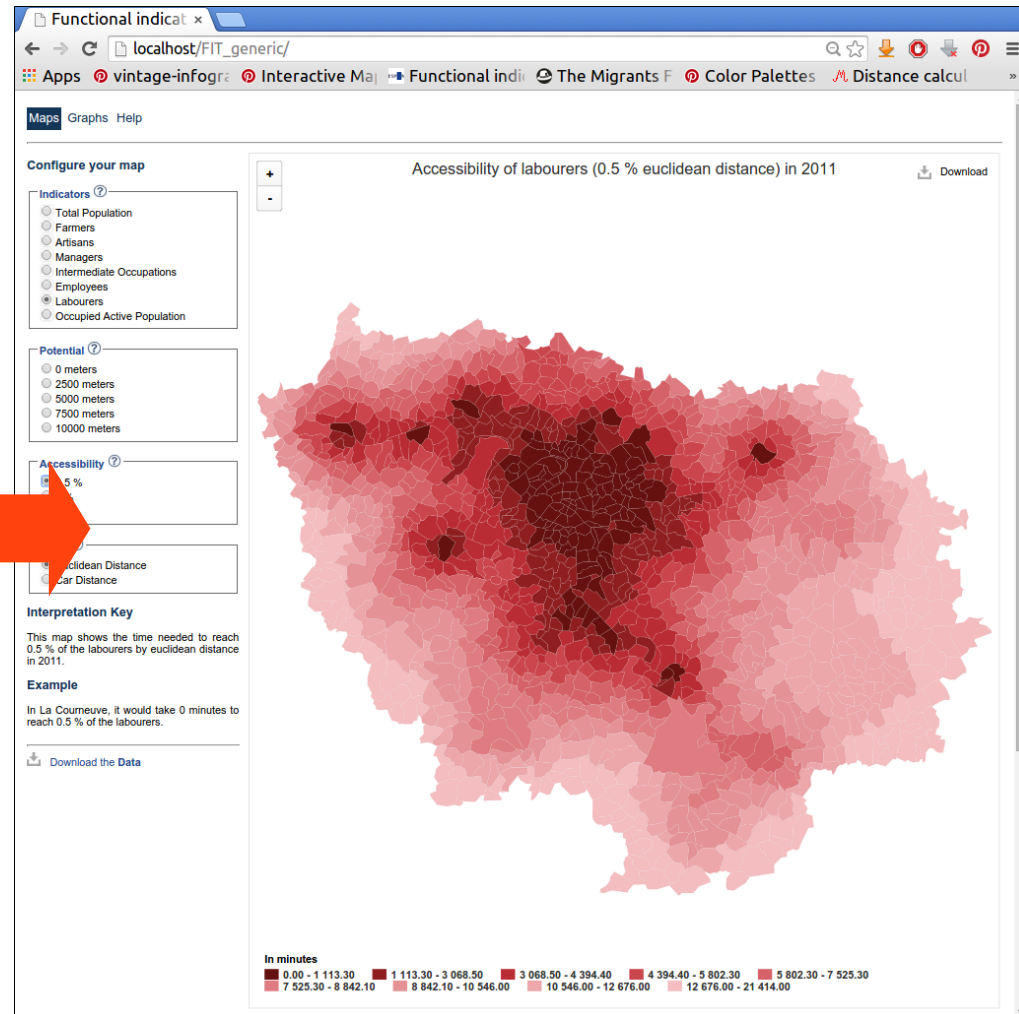 Functional indicat ×
localhost/FIT_generic/
Apps vintage-infogra Interactive Ma Functional indi The Migrants F Color Palettes Distance calcul »
Maps Graphs Help
Configure your map
Indicators ?
Total Population
Farmers
Artisans
Managers
Intermediate Occupations
Employees
Labourers
Occupied Active Population
Potential ?
0 meters
2500 meters
5000 meters
7500 meters
10000 meters
Accessibility ?
5 %
Euclidean Distance
Car Distance
Interpretation Key
This map shows the time needed to reach
0.5 % of the labourers by euclidean distance
in 2011.
Example
In La Courneuve, it would take 0 minutes to
reach 0.5 % of the labourers.
Download the Data
+
-
Accessibility of labourers (0.5 % euclidean distance) in 2011
Download
In minutes
0.00 - 1 113.30 1 113.30 - 3 068.50 3 068.50 - 4 394.40 4 394.40 - 5 802.30 5 802.30 - 7 525.30
7 525.30 - 8 842.10 8 842.10 - 10 546.00 10 546.00 - 12 676.00 12 676.00 - 21 414.00